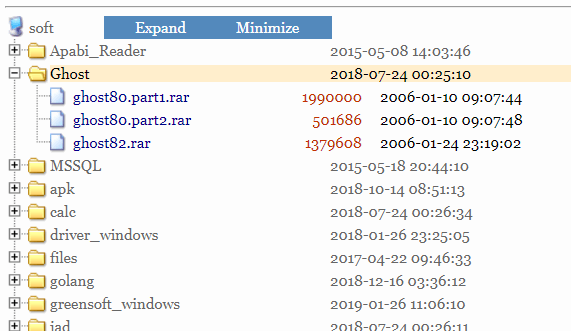 soft Expand Minimize
Apabi_Reader 2015-05-08 14:03:46
Ghost 2018-07-24 00:25:10
ghost80.part1.rar 1990000 2006-01-10 09:07:44
ghost80.part2.rar 501686 2006-01-10 09:07:48
ghost82.rar 1379608 2006-01-24 23:19:02
MSSQL 2015-05-18 20:44:10
apk 2018-10-14 08:51:13
calc 2018-07-24 00:26:34
driver_windows 2018-01-26 23:25:05
files 2017-04-22 09:46:33
golang 2018-12-16 03:36:12
greensoft_windows 2019-01-26 11:06:10
jad 2018-07-24 00:26:11